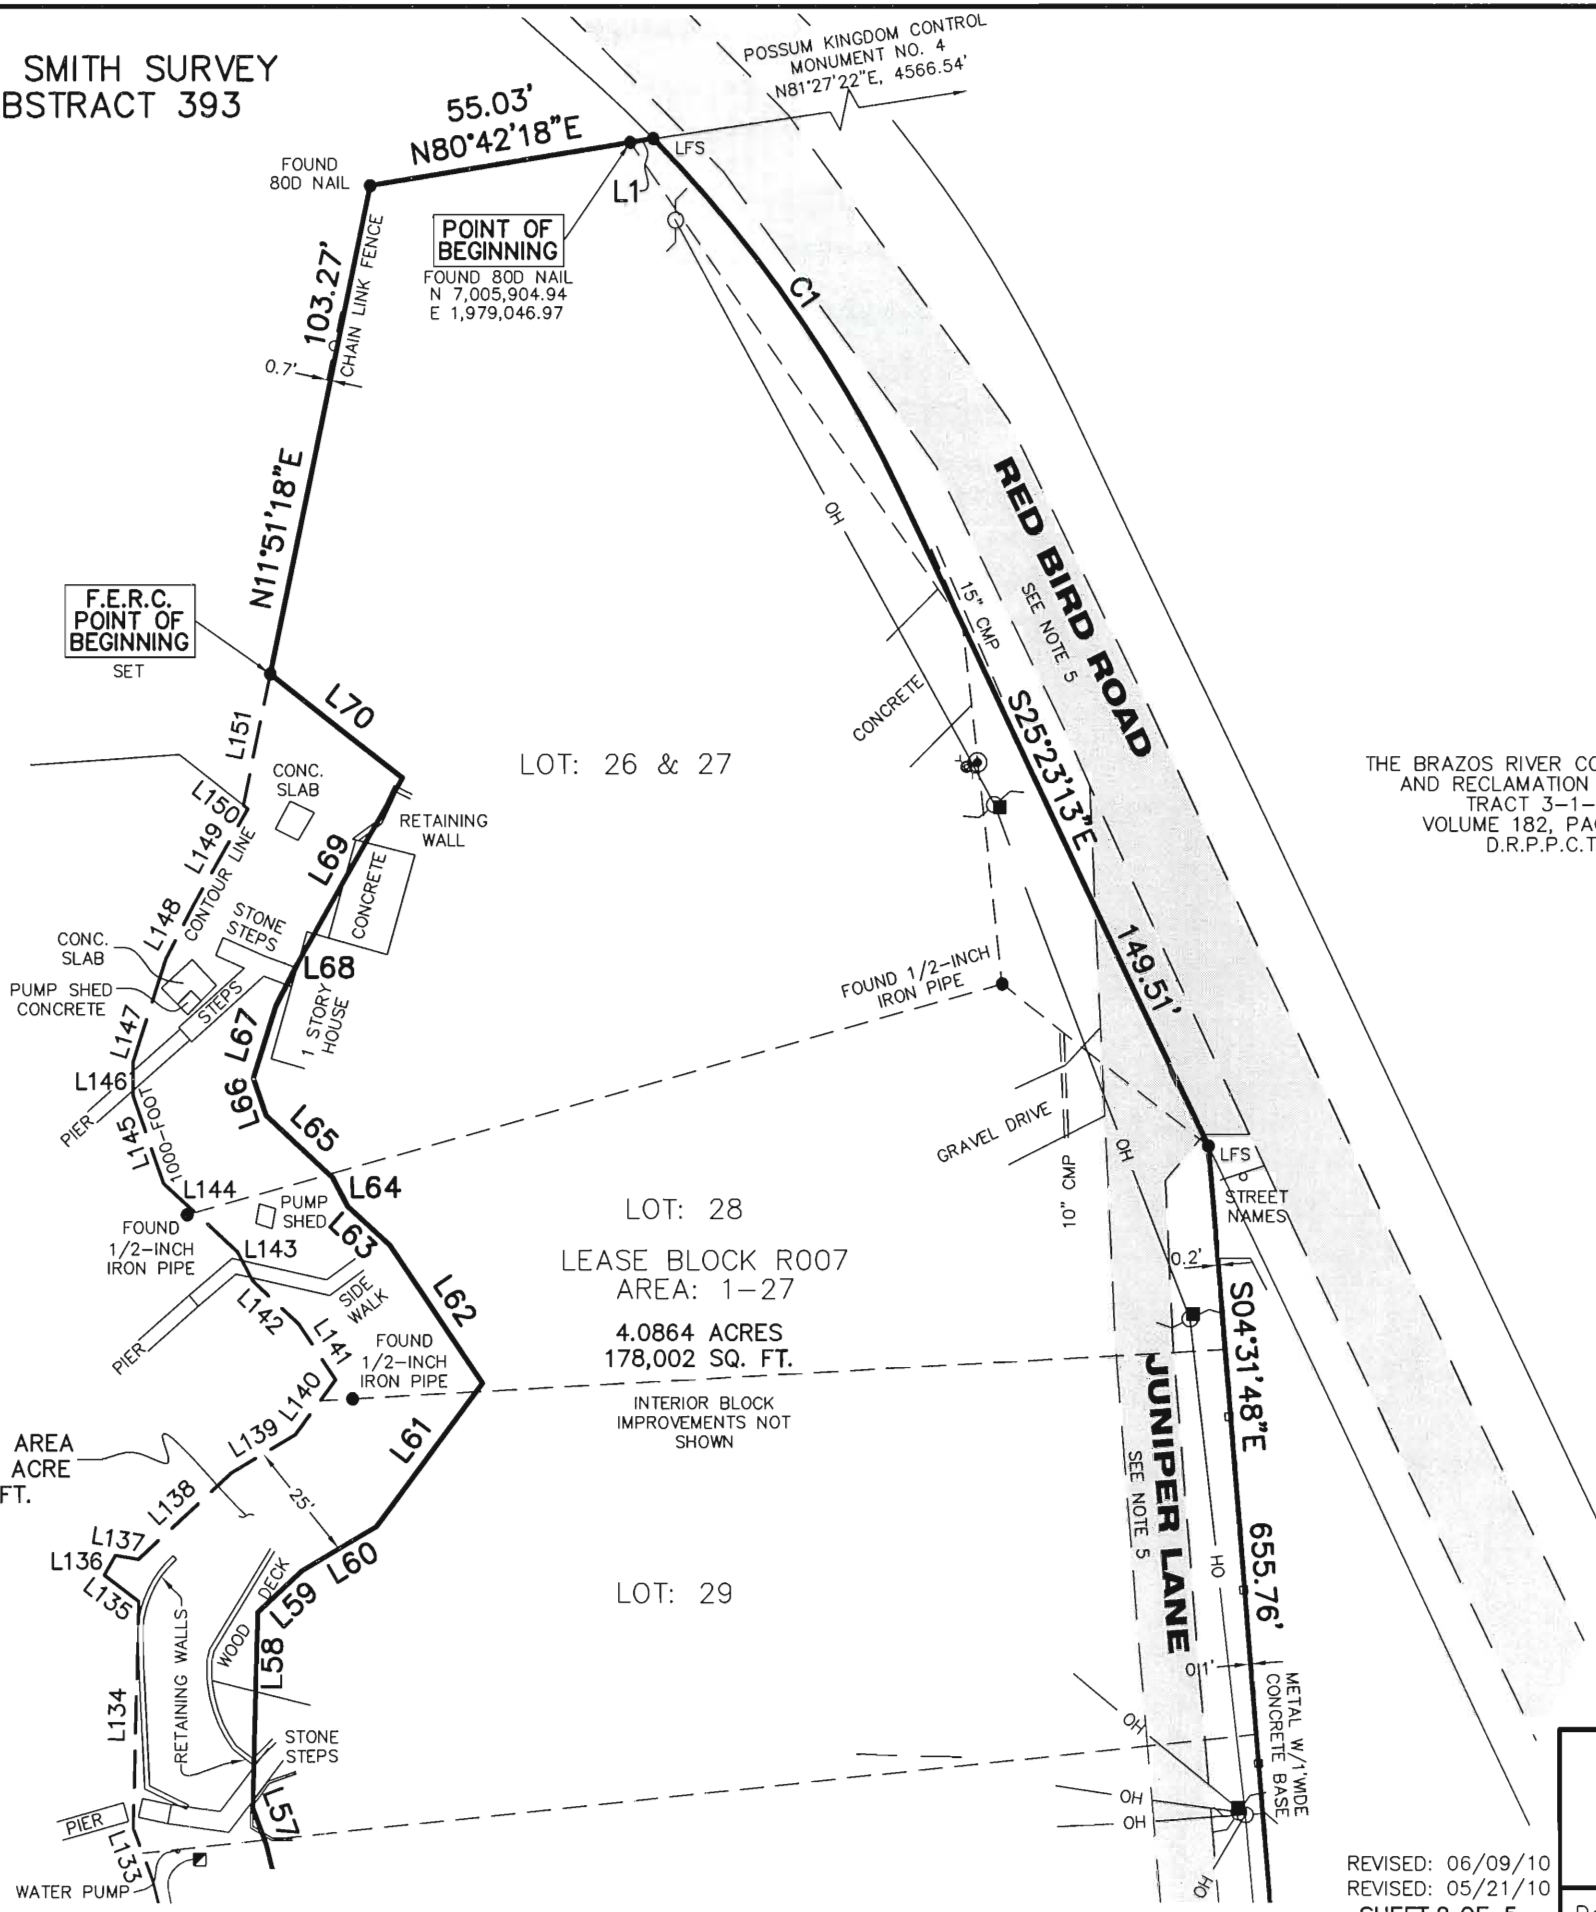 SMITH SURVEY
BSTRACT 393
POSSUM KINGDOM CONTROL
MONUMENT NO. 4
N81°27'22"E, 4566.54'
55.03'
N80°42'18"E
FOUND
80D NAIL
LFS
L1
POINT OF
BEGINNING
FOUND 80D NAIL
N 7,005,904.94
E 1,979,046.97
103.27'
CHAIN LINK FENCE
0.7'
N11°51'18"E
C1
OH
RED BIRD ROAD
SEE NOTE 5
15" CMP
F.E.R.C.
POINT OF
BEGINNING
SET
L70
L151
CONCRETE
S25°23'13"E
149.51'
LOT: 26 & 27
CONC.
SLAB
L150
L149
CONTOUR LINE
L69
RETAINING
WALL
CONCRETE
THE BRAZOS RIVER CO
AND RECLAMATION
TRACT 3-1-
VOLUME 182, PA
D.R.P.P.C.T
L148
STONE
STEPS
CONC.
SLAB
L68
PUMP SHED
CONCRETE
STEPS
1 STORY
HOUSE
FOUND 1/2-INCH
IRON PIPE
L147
L67
L146
L66
1000-FOOT
PIER
L145
L65
GRAVEL DRIVE
10" CMP
OH
LFS
STREET
NAMES
L144
L64
PUMP
SHED
L63
FOUND
1/2-INCH
IRON PIPE
L143
LOT: 28
LEASE BLOCK R007
AREA: 1-27
4.0864 ACRES
178,002 SQ. FT.
INTERIOR BLOCK
IMPROVEMENTS NOT
SHOWN
0.2'
S04°31'48"E
655.76'
SIDE
WALK
L142
L62
L141
PIER
FOUND
1/2-INCH
IRON PIPE
L140
L139
L61
AREA
ACRE
FT.
25'
L138
JUNIPER LANE
SEE NOTE 5
OH
L137
L136
L135
L60
L59
WOOD DECK
LOT: 29
L58
RETAINING WALLS
L134
0.1'
METAL W/1'WIDE
CONCRETE BASE
STONE
STEPS
OH
OH
OH
OH
L57
PIER
L133
WATER PUMP
REVISED: 06/09/10
REVISED: 05/21/10